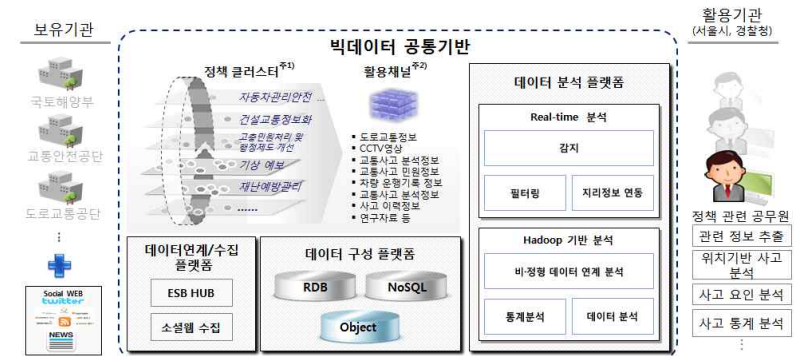 보유기관
국토해양부
교통안전공단
도로교통공단
Social WEB
twitter
NEWS
빅데이터 공통기반
정책 클러스터주1)
자동차관리안전 ...
건설교통정보화
고충민원처리 및
행정제도 개선
기상 예보
재난예방관리
......
활용채널주2)
▪ 도로교통정보
▪ CCTV영상
▪ 교통사고 분석정보
▪ 교통사고 민원정보
▪ 차량 운행기록 정보
▪ 교통사고 분석정보
▪ 사고 이력정보
▪ 연구자료 등
데이터연계/수집
플랫폼
ESB HUB
소셜웹 수집
데이터 구성 플랫폼
RDB
NoSQL
Object
데이터 분석 플랫폼
Real-time 분석
감지
필터링
지리정보 연동
Hadoop 기반 분석
비·정형 데이터 연계 분석
통계분석
데이터 분석
활용기관
(서울시, 경찰청)
정책 관련 공무원
관련 정보 추출
위치기반 사고
분석
사고 요인 분석
사고 통계 분석